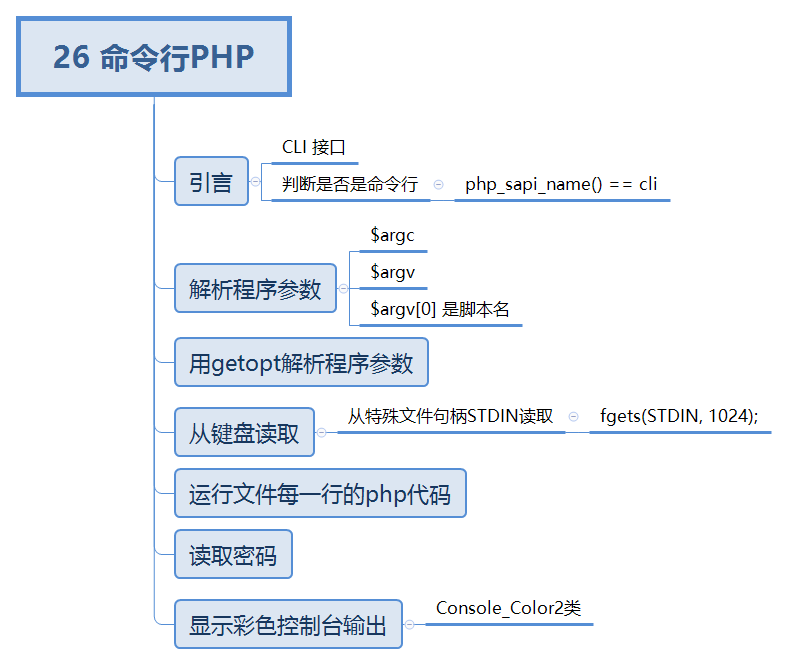 26 命令行PHP
引言
CLI 接口
判断是否是命令行
php_sapi_name() == cli
解析程序参数
$argc
$argv
$argv[0] 是脚本名
用getopt解析程序参数
从键盘读取
从特殊文件句柄STDIN读取
fgets(STDIN, 1024);
运行文件每一行的php代码
读取密码
显示彩色控制台输出
Console_Color2类